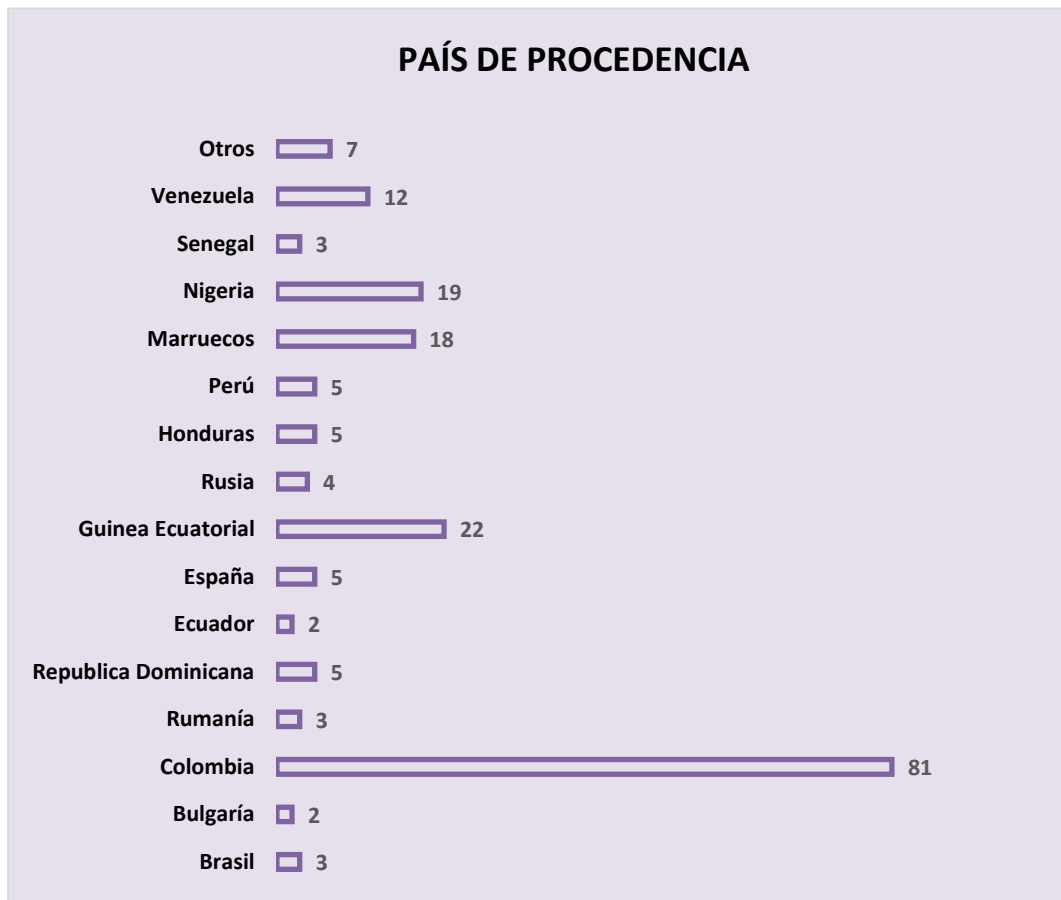 PAÍS DE PROCEDENCIA
Otros 7
Venezuela 12
Senegal 3
Nigeria 19
Marruecos 18
Perú 5
Honduras 5
Rusia 4
Guinea Ecuatorial 22
España 5
Ecuador 2
Republica Dominicana 5
Rumanía 3
Colombia 81
Bulgaría 2
Brasil 3